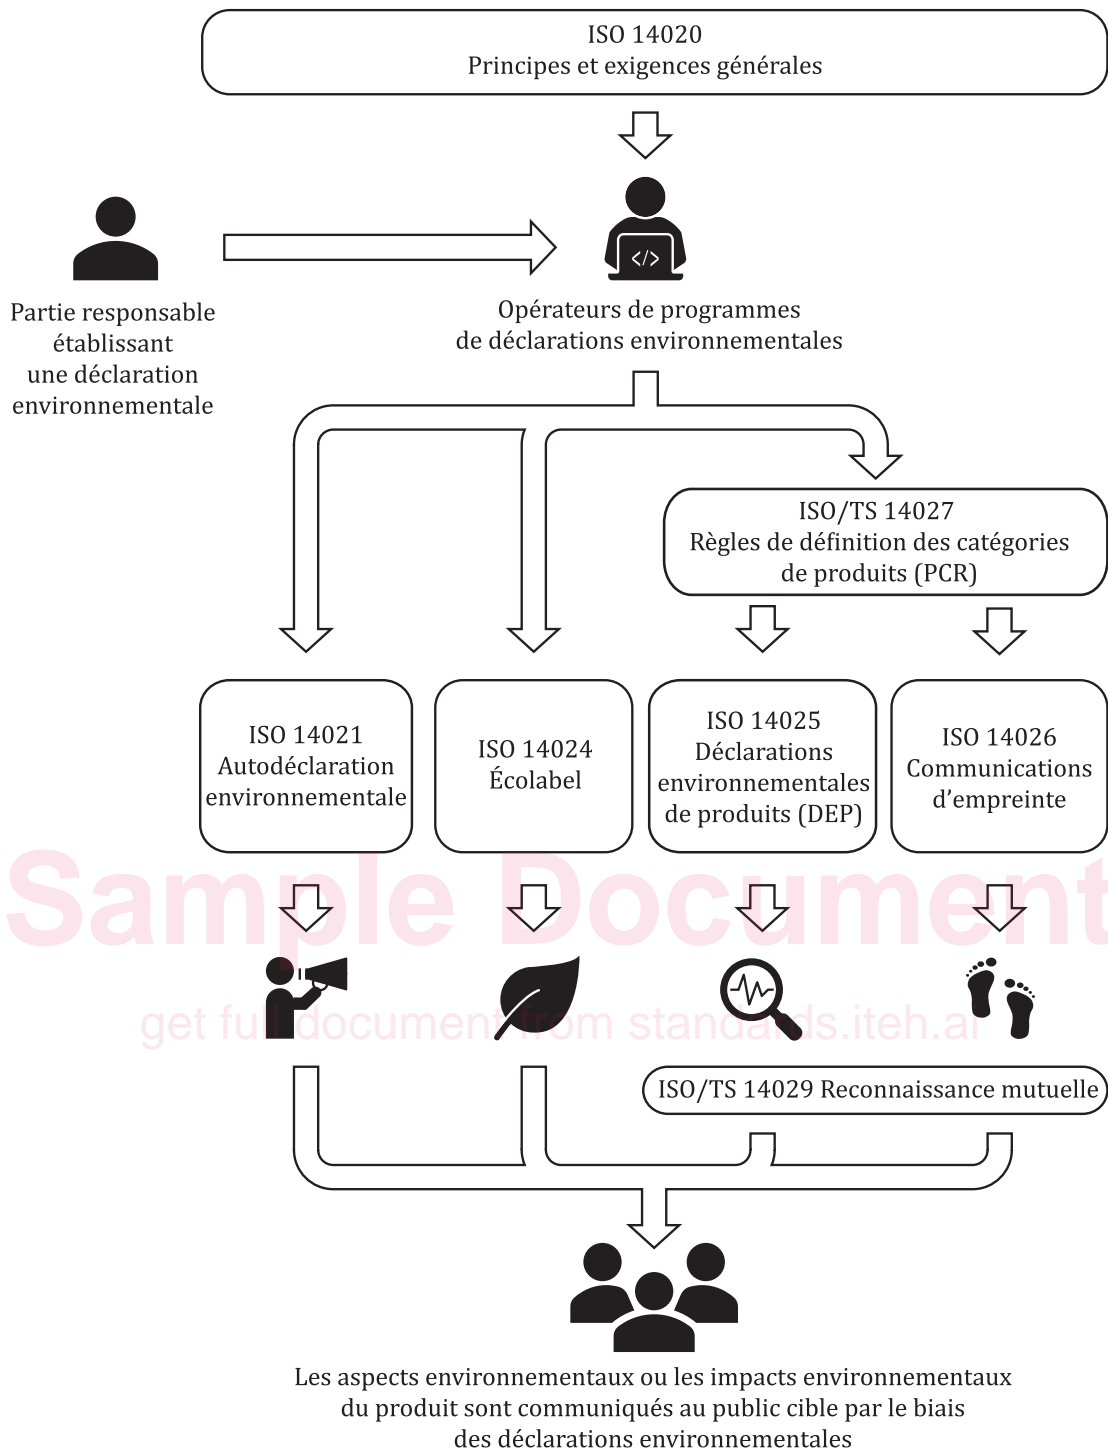 ISO 14020
Principes et exigences générales
</>
Partie responsable
établissant
une déclaration
environnementale
Opérateurs de programmes
de déclarations environnementales
ISO/TS 14027
Règles de définition des catégories
de produits (PCR)
ISO 14021
Autodéclaration
environnementale
ISO 14024
Écolabel
ISO 14025
Déclarations
environnementales
de produits (DEP)
ISO 14026
Communications
d’empreinte
Sample Document
get full document from standards.iteh.ai
ISO/TS 14029 Reconnaissance mutuelle
Les aspects environnementaux ou les impacts environnementaux
du produit sont communiqués au public cible par le biais
des déclarations environnementales